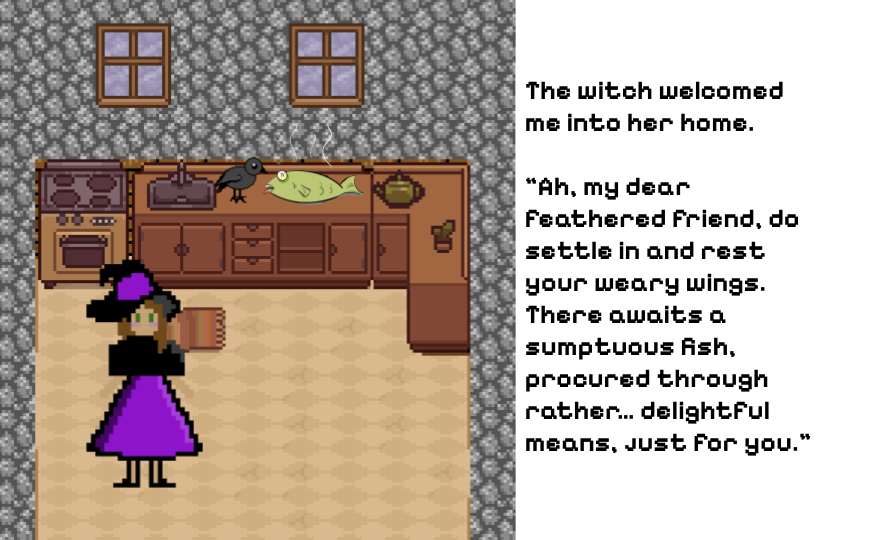 The witch welcomed
me into her home.
"Ah, my dear
feathered friend, do
settle in and rest
your weary wings.
There awaits a
sumptuous fish,
procured through
rather... delightful
means, just for you."